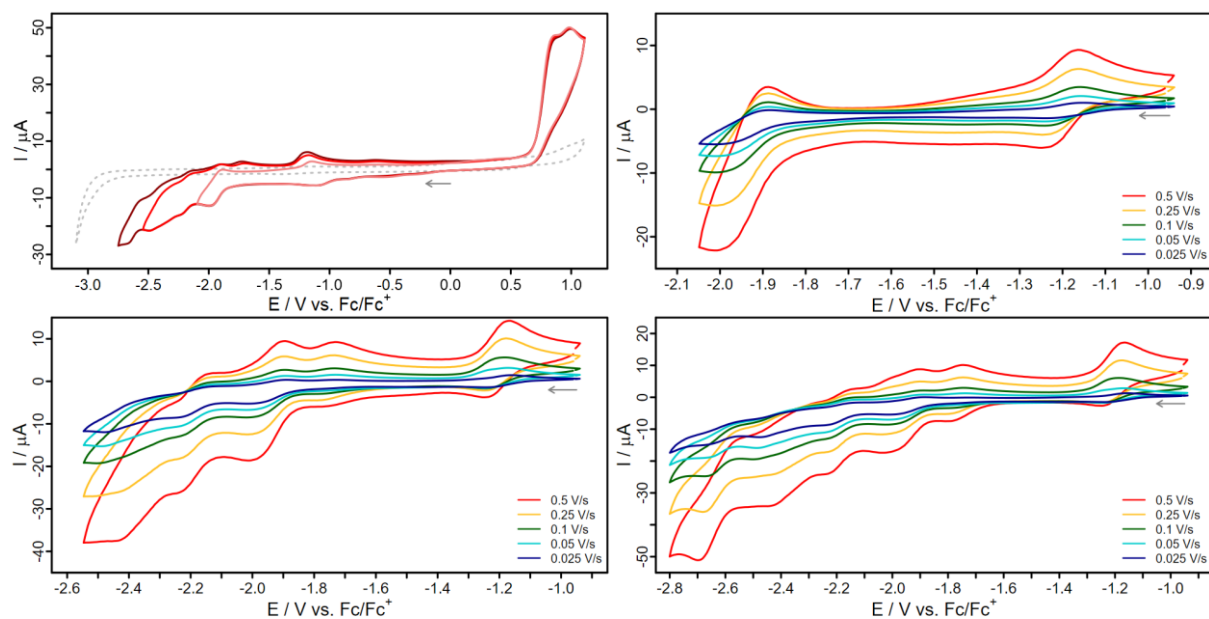 I / µA
50
30
10
-10
-30
-3.0 -2.5 -2.0 -1.5 -1.0 -0.5 0.0 0.5 1.0
E / V vs. Fc/Fc+
I / µA
10
0
-10
-20
0.5 V/s
0.25 V/s
0.1 V/s
0.05 V/s
0.025 V/s
-2.1 -2.0 -1.9 -1.8 -1.7 -1.6 -1.5 -1.4 -1.3 -1.2 -1.1 -1.0 -0.9
E / V vs. Fc/Fc+
I / µA
10
0
-10
-20
-30
-40
0.5 V/s
0.25 V/s
0.1 V/s
0.05 V/s
0.025 V/s
-2.6 -2.4 -2.2 -2.0 -1.8 -1.6 -1.4 -1.2 -1.0
E / V vs. Fc/Fc+
I / µA
20
10
0
-10
-30
-50
0.5 V/s
0.25 V/s
0.1 V/s
0.05 V/s
0.025 V/s
-2.8 -2.6 -2.4 -2.2 -2.0 -1.8 -1.6 -1.4 -1.2 -1.0
E / V vs. Fc/Fc+